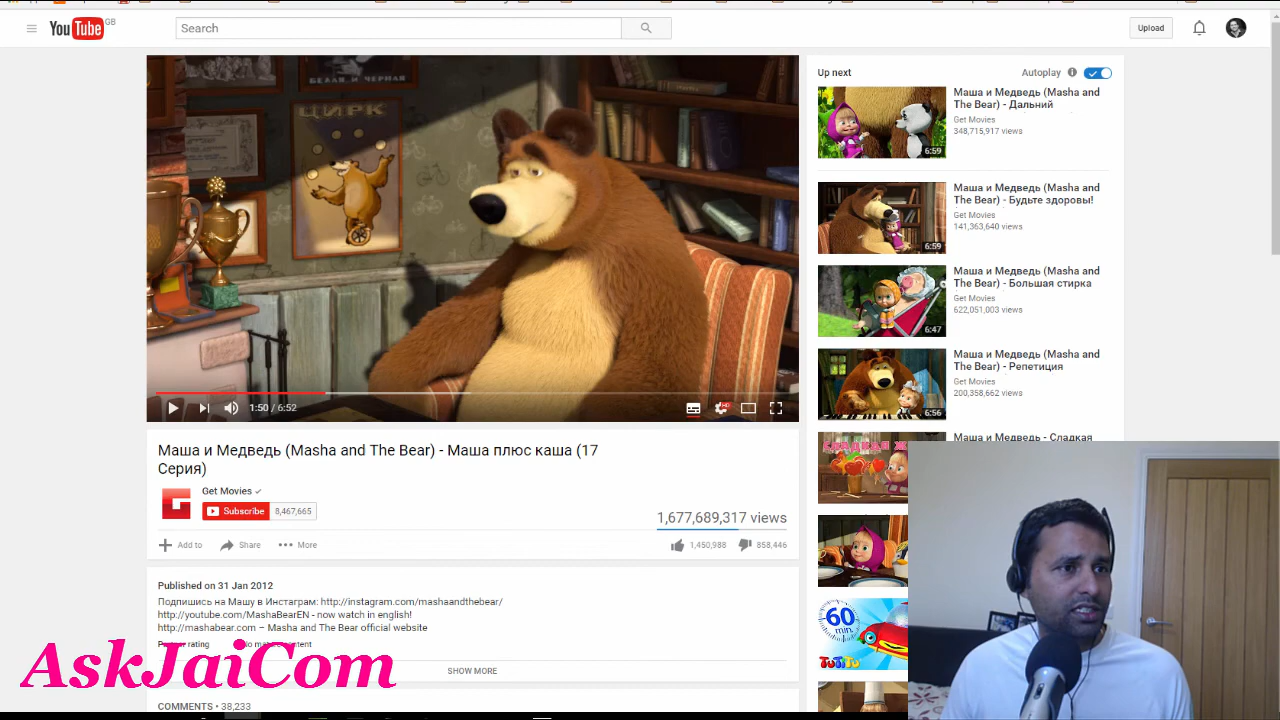 YouTube GB
Search
Upload
БЕЛАЯ И ЧЕРНАЯ
ЦИРК
1:50 / 6:52
HD
Маша и Медведь (Masha and The Bear) - Маша плюс каша (17
Серия)
Get Movies
Subscribe 8,467,665
1,677,689,317 views
Add to Share More
1,450,988 858,446
Published on 31 Jan 2012
Подпишись на Машу в Инстаграм: http://instagram.com/mashaandthebear/
http://youtube.com/MashaBearEN - now watch in english!
http://mashabear.com – Masha and The Bear official website
AskJaiCom
SHOW MORE
COMMENTS • 38,233
Up next
Autoplay
Маша и Медведь (Masha and
The Bear) - Дальний
Get Movies
348,715,917 views
6:59
Маша и Медведь (Masha and
The Bear) - Будьте здоровы!
Get Movies
141,363,640 views
6:59
Маша и Медведь (Masha and
The Bear) - Большая стирка
Get Movies
622,051,003 views
6:47
Маша и Медведь (Masha and
The Bear) - Репетиция
Get Movies
200,358,662 views
6:56
Маша и Медведь - Сладкая
60
min.
TuTiTu